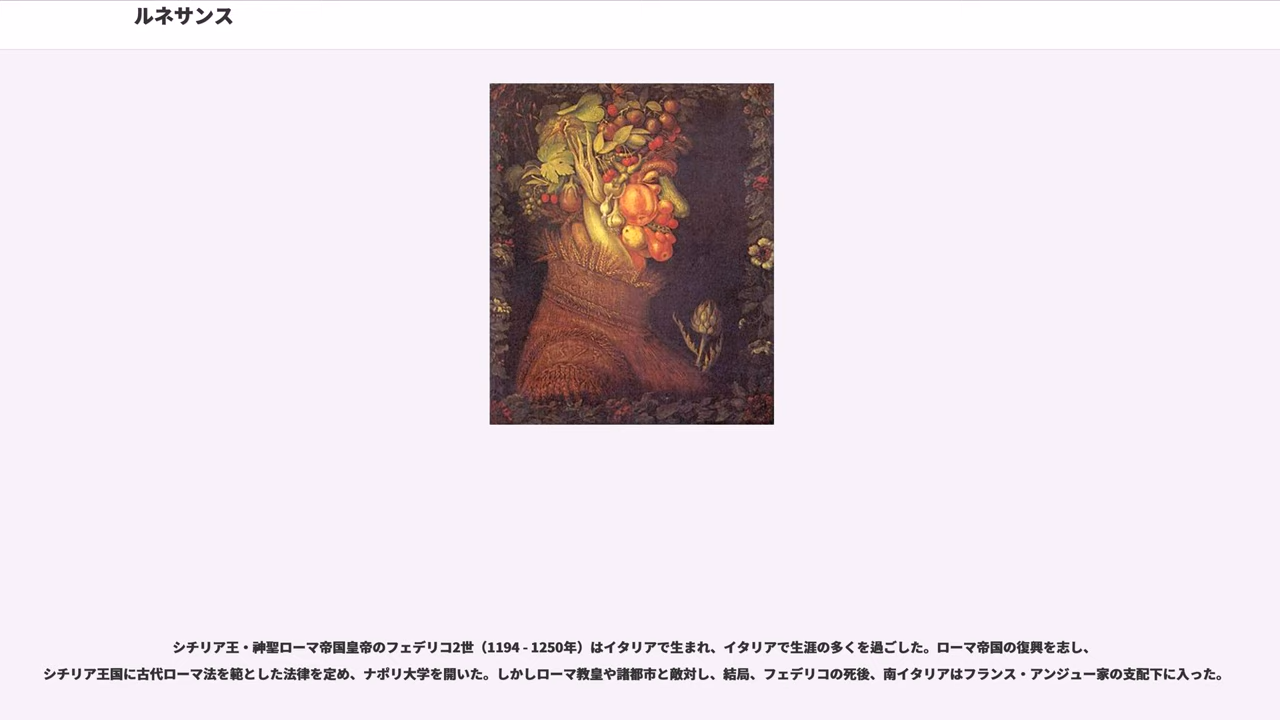 ルネサンス
シチリア王・神聖ローマ帝国皇帝のフェデリコ2世（1194 - 1250年）はイタリアで生まれ、イタリアで生涯の多くを過ごした。ローマ帝国の復興を志し、
シチリア王国に古代ローマ法を範とした法律を定め、ナポリ大学を開いた。しかしローマ教皇や諸都市と敵対し、結局、フェデリコの死後、南イタリアはフランス・アンジュー家の支配下に入った。